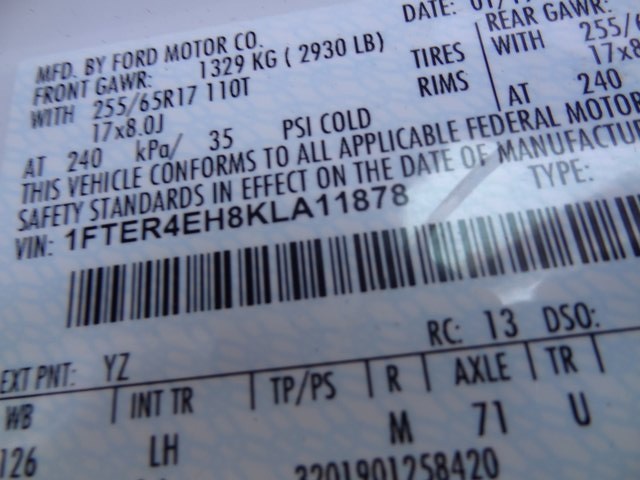 DATE: 01/
MFD. BY FORD MOTOR CO.
FRONT GAWR: 1329 KG ( 2930 LB) REAR GAWR:
WITH 255/65R17 110T TIRES WITH 255/6
17x8.0J RIMS 17x8
AT 240 kPa/ 35 PSI COLD AT 240
THIS VEHICLE CONFORMS TO ALL APPLICABLE FEDERAL MOTOR
SAFETY STANDARDS IN EFFECT ON THE DATE OF MANUFACTU
VIN: 1FTER4EH8KLA11878 TYPE:
RC: 13 DSO:
EXT PNT: YZ
WB INT TR TP/PS R AXLE TR
126 LH M 71 U
3201901258420